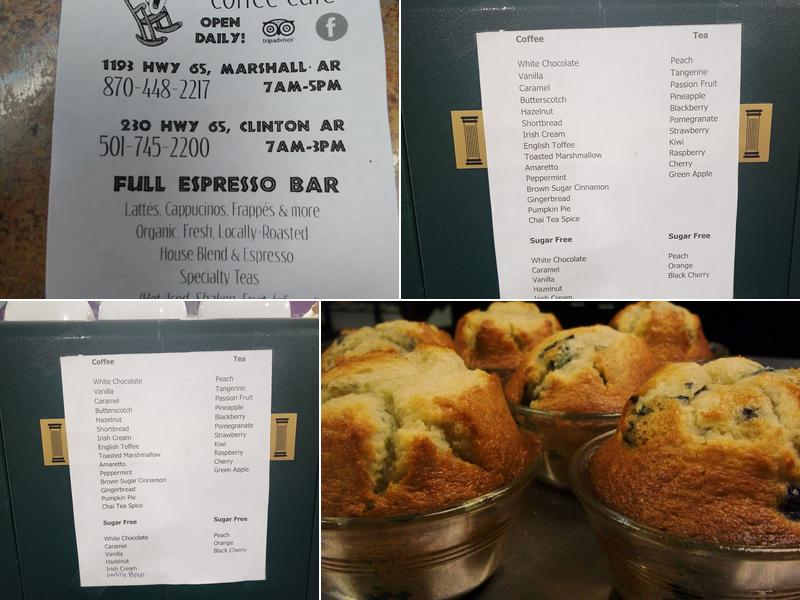 coffee cafe
OPEN
DAILY!
tripadvisor
f
1193 HWY 65, MARSHALL, AR
870-448-2217 7AM-5PM
230 HWY 65, CLINTON AR
501-745-2200 7AM-3PM
FULL ESPRESSO BAR
Lattés, Cappucinos, Frappés & more
Organic, Fresh, Locally-Roasted
House Blend & Espresso
Specialty Teas
Coffee
White Chocolate
Vanilla
Caramel
Butterscotch
Hazelnut
Shortbread
Irish Cream
English Toffee
Toasted Marshmallow
Amaretto
Peppermint
Brown Sugar Cinnamon
Gingerbread
Pumpkin Pie
Chai Tea Spice
Sugar Free
White Chocolate
Caramel
Vanilla
Hazelnut
Irish Cream
Tea
Peach
Tangerine
Passion Fruit
Pineapple
Blackberry
Pomegranate
Strawberry
Kiwi
Raspberry
Cherry
Green Apple
Sugar Free
Peach
Orange
Black Cherry
Coffee
White Chocolate
Vanilla
Caramel
Butterscotch
Hazelnut
Shortbread
Irish Cream
English Toffee
Toasted Marshmallow
Amaretto
Peppermint
Brown Sugar Cinnamon
Gingerbread
Pumpkin Pie
Chai Tea Spice
Sugar Free
White Chocolate
Caramel
Vanilla
Hazelnut
Irish Cream
Vanilla Bean
Tea
Peach
Tangerine
Passion Fruit
Pineapple
Blackberry
Pomegranate
Strawberry
Kiwi
Raspberry
Cherry
Green Apple
Sugar Free
Peach
Orange
Black Cherry